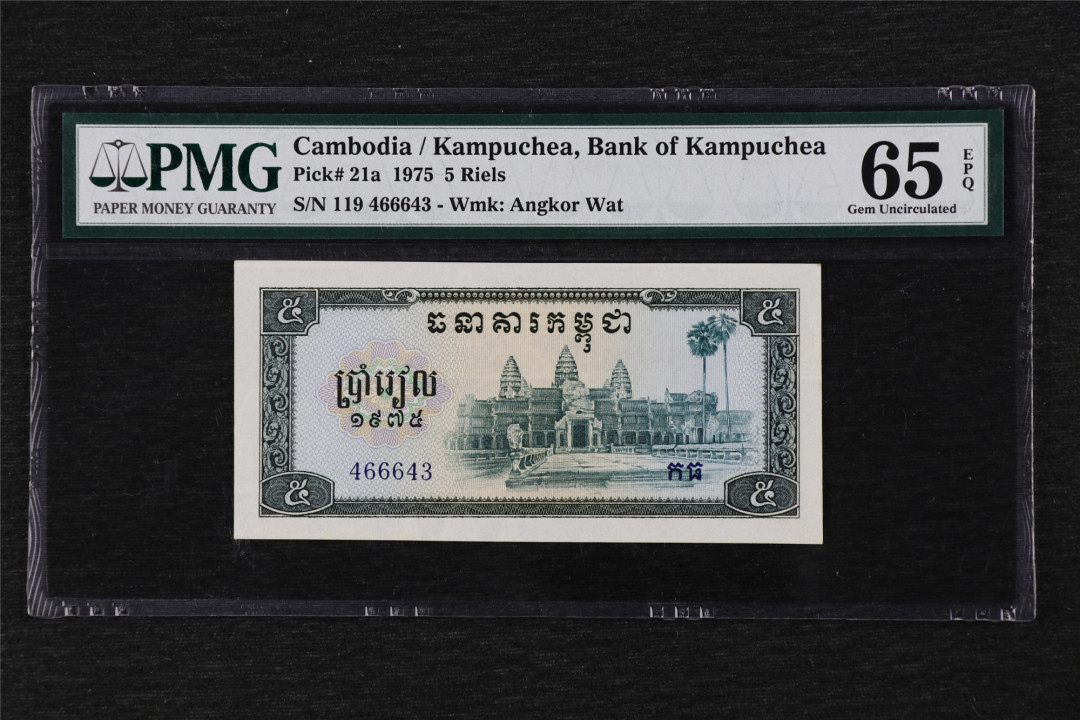 PMG
PAPER MONEY GUARANTY
Cambodia / Kampuchea, Bank of Kampuchea
Pick# 21a 1975 5 Riels
S/N 119 466643 - Wmk: Angkor Wat
65
EPQ
Gem Uncirculated
៥
៥
ធនាគារកម្ពុជា
ប្រាំរៀល
១៩៧៥
466643
កធ
៥
៥